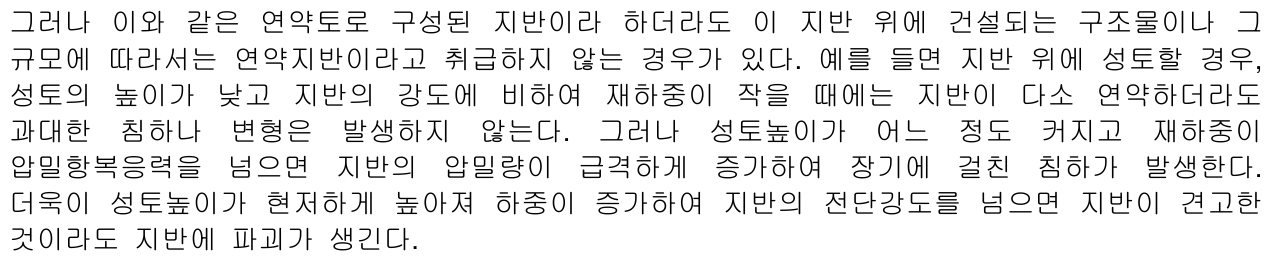 그러나 이와 같은 연약토로 구성된 지반이라 하더라도 이 지반 위에 건설되는 구조물이나 그
규모에 따라서는 연약지반이라고 취급하지 않는 경우가 있다. 예를 들면 지반 위에 성토할 경우,
성토의 높이가 낮고 지반의 강도에 비하여 재하중이 작을 때에는 지반이 다소 연약하더라도
과대한 침하나 변형은 발생하지 않는다. 그러나 성토높이가 어느 정도 커지고 재하중이
압밀항복응력을 넘으면 지반의 압밀량이 급격하게 증가하여 장기에 걸친 침하가 발생한다.
더욱이 성토높이가 현저하게 높아져 하중이 증가하여 지반의 전단강도를 넘으면 지반이 견고한
것이라도 지반에 파괴가 생긴다.